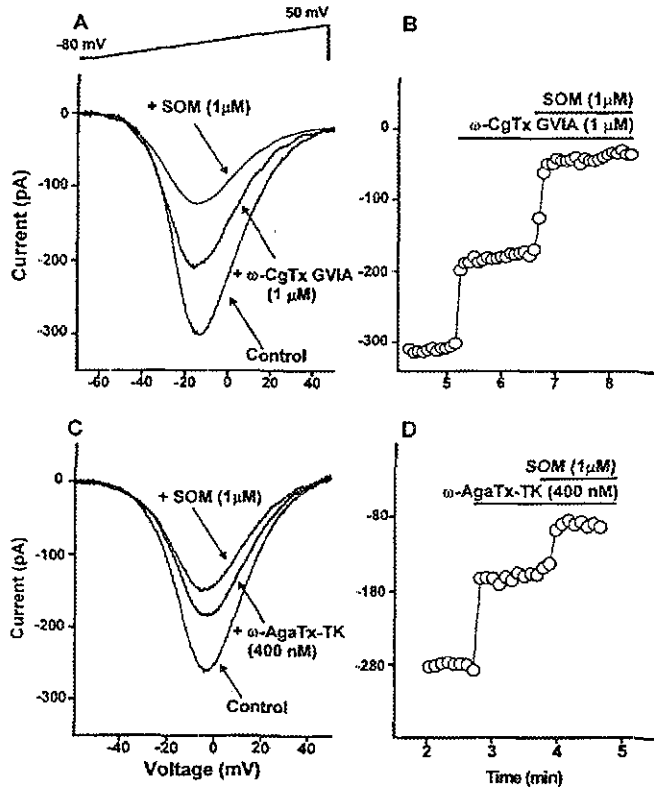 A
B
-80 mV
50 mV
+ SOM (1μM)
SOM (1μM)
ω-CgTx GVIA (1 μM)
0
-100
-200
-300
Current (pA)
+ ω-CgTx GVIA
(1 μM)
Control
0
-100
-200
-300
-60 -40 -20 0 20 40
5 6 7 8
C
D
+ SOM (1μM)
SOM (1μM)
ω-AgaTx-TK (400 nM)
0
-100
-200
-300
Current (pA)
+ ω-AgaTx-TK
(400 nM)
Control
-80
-180
-280
-60 -40 -20 0 20 40
Voltage (mV)
2 3 4 5
Time (min)